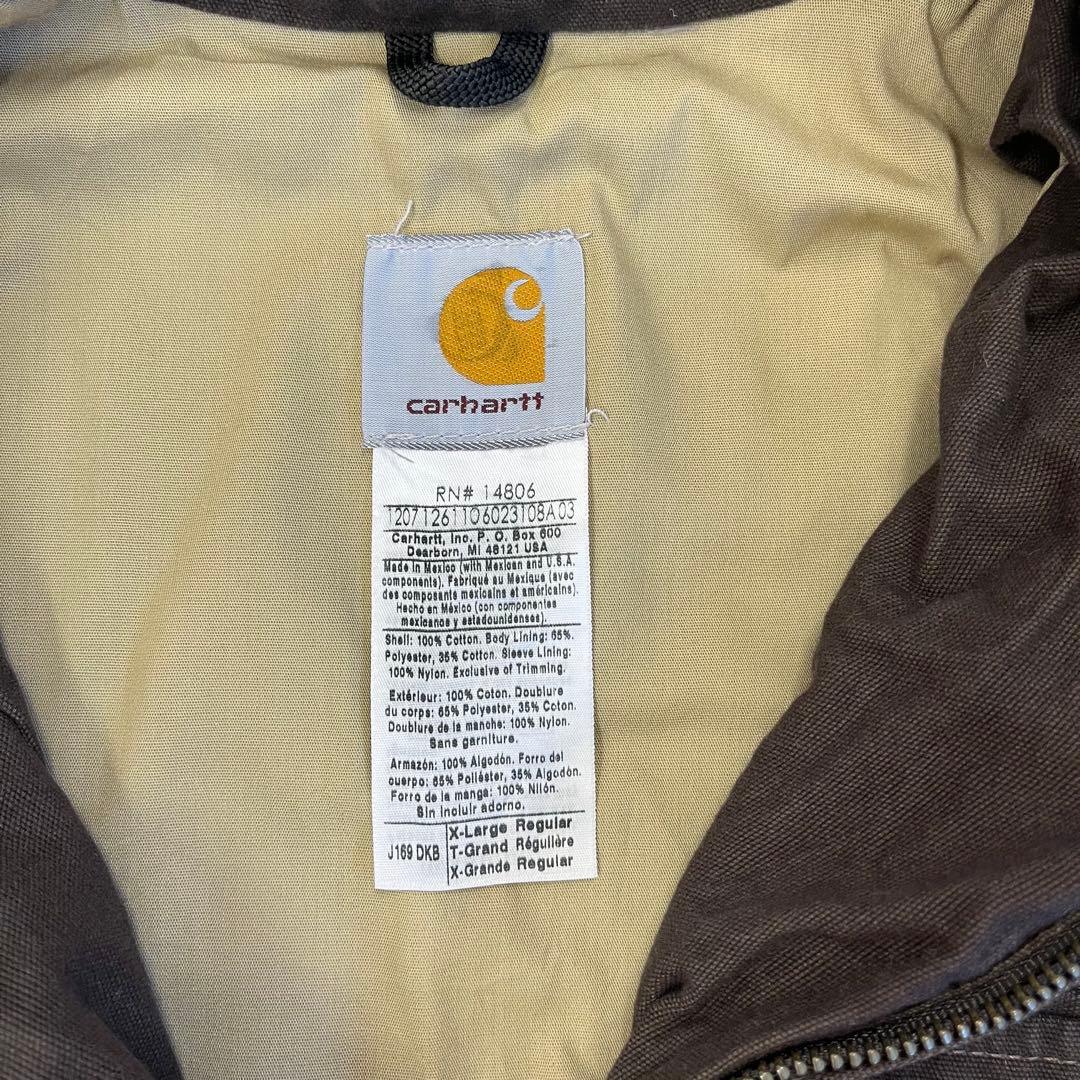 carhartt
RN# 14806
12071261106023108A03
Carhartt, Inc. P. O. Box 600
Dearborn, MI 48121 USA
Made in Mexico (with Mexican and U.S.A.
components). Fabriqué au Mexique (avec
des composants mexicains et américains).
Hecho en México (con componentes
mexicanos y estadounidenses).
Shell: 100% Cotton. Body Lining: 65%.
Polyester, 35% Cotton. Sleeve Lining:
100% Nylon. Exclusive of Trimming.
Extérieur: 100% Coton. Doublure
du corps: 65% Polyester, 35% Coton.
Doublure de la manche: 100% Nylon.
Sans garniture.
Armazón: 100% Algodón. Forro del
cuerpo: 65% Poliéster, 35% Algodón.
Forro de la manga: 100% Nilón.
Sin incluir adorno.
J169 DKB
X-Large Regular
T-Grand Régulière
X-Grande Regular